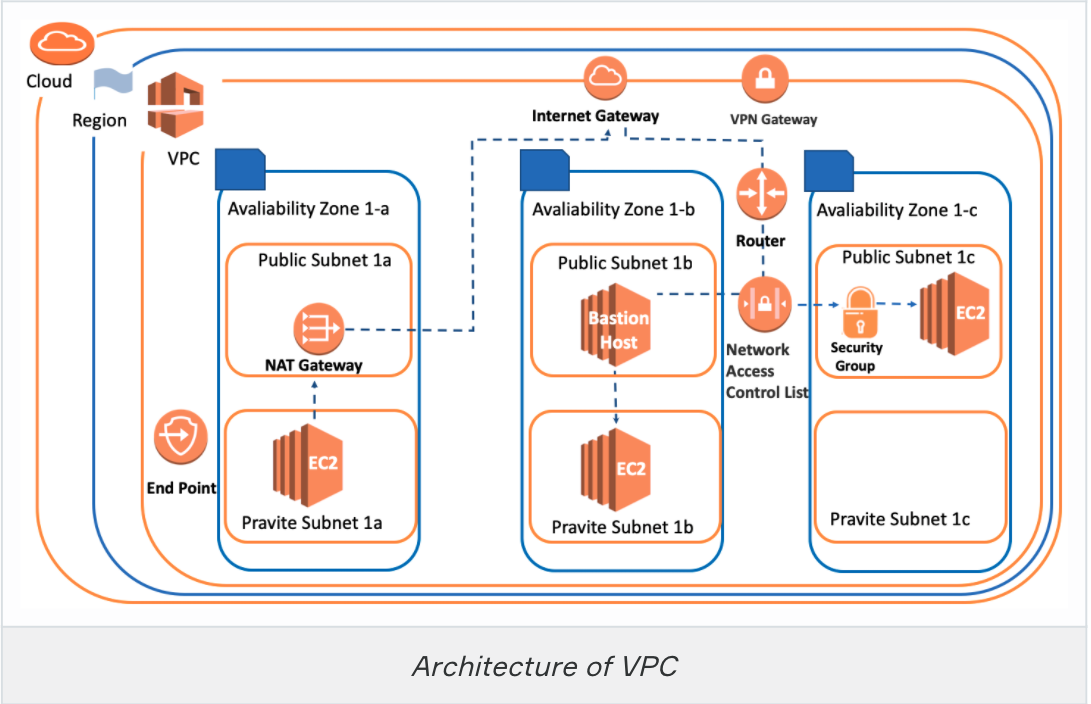 Cloud
Region
VPC
Internet Gateway
VPN Gateway
Avaliability Zone 1-a
Public Subnet 1a
NAT Gateway
EC2
Pravite Subnet 1a
End Point
Avaliability Zone 1-b
Public Subnet 1b
Bastion
Host
EC2
Pravite Subnet 1b
Router
Network
Access
Control List
Avaliability Zone 1-c
Public Subnet 1c
Security
Group
EC2
Pravite Subnet 1c
Architecture of VPC